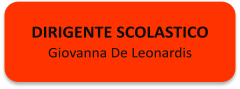 DIRIGENTE SCOLASTICO
Giovanna De Leonardis